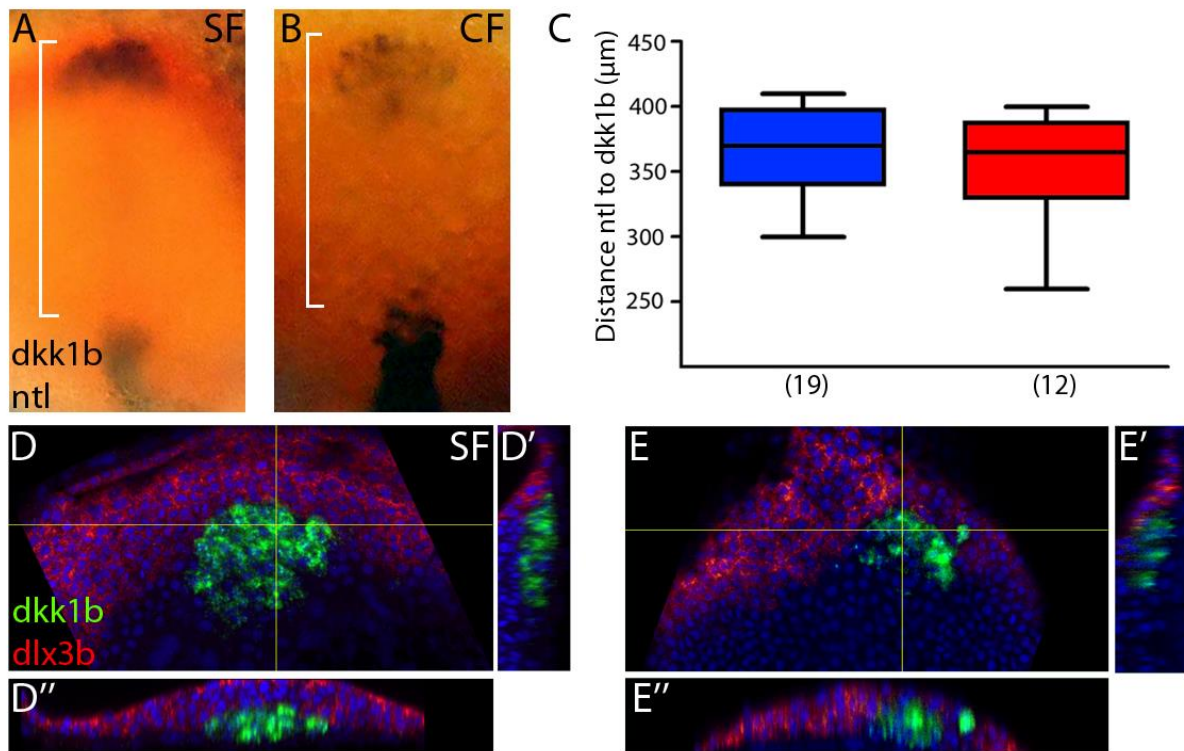 A SF
dkk1b
ntl
B CF
C
Distance ntl to dkk1b (µm)
450
400
350
300
250
(19)
(12)
D SF
dkk1b
dlx3b
D'
D''
E
E'
E''